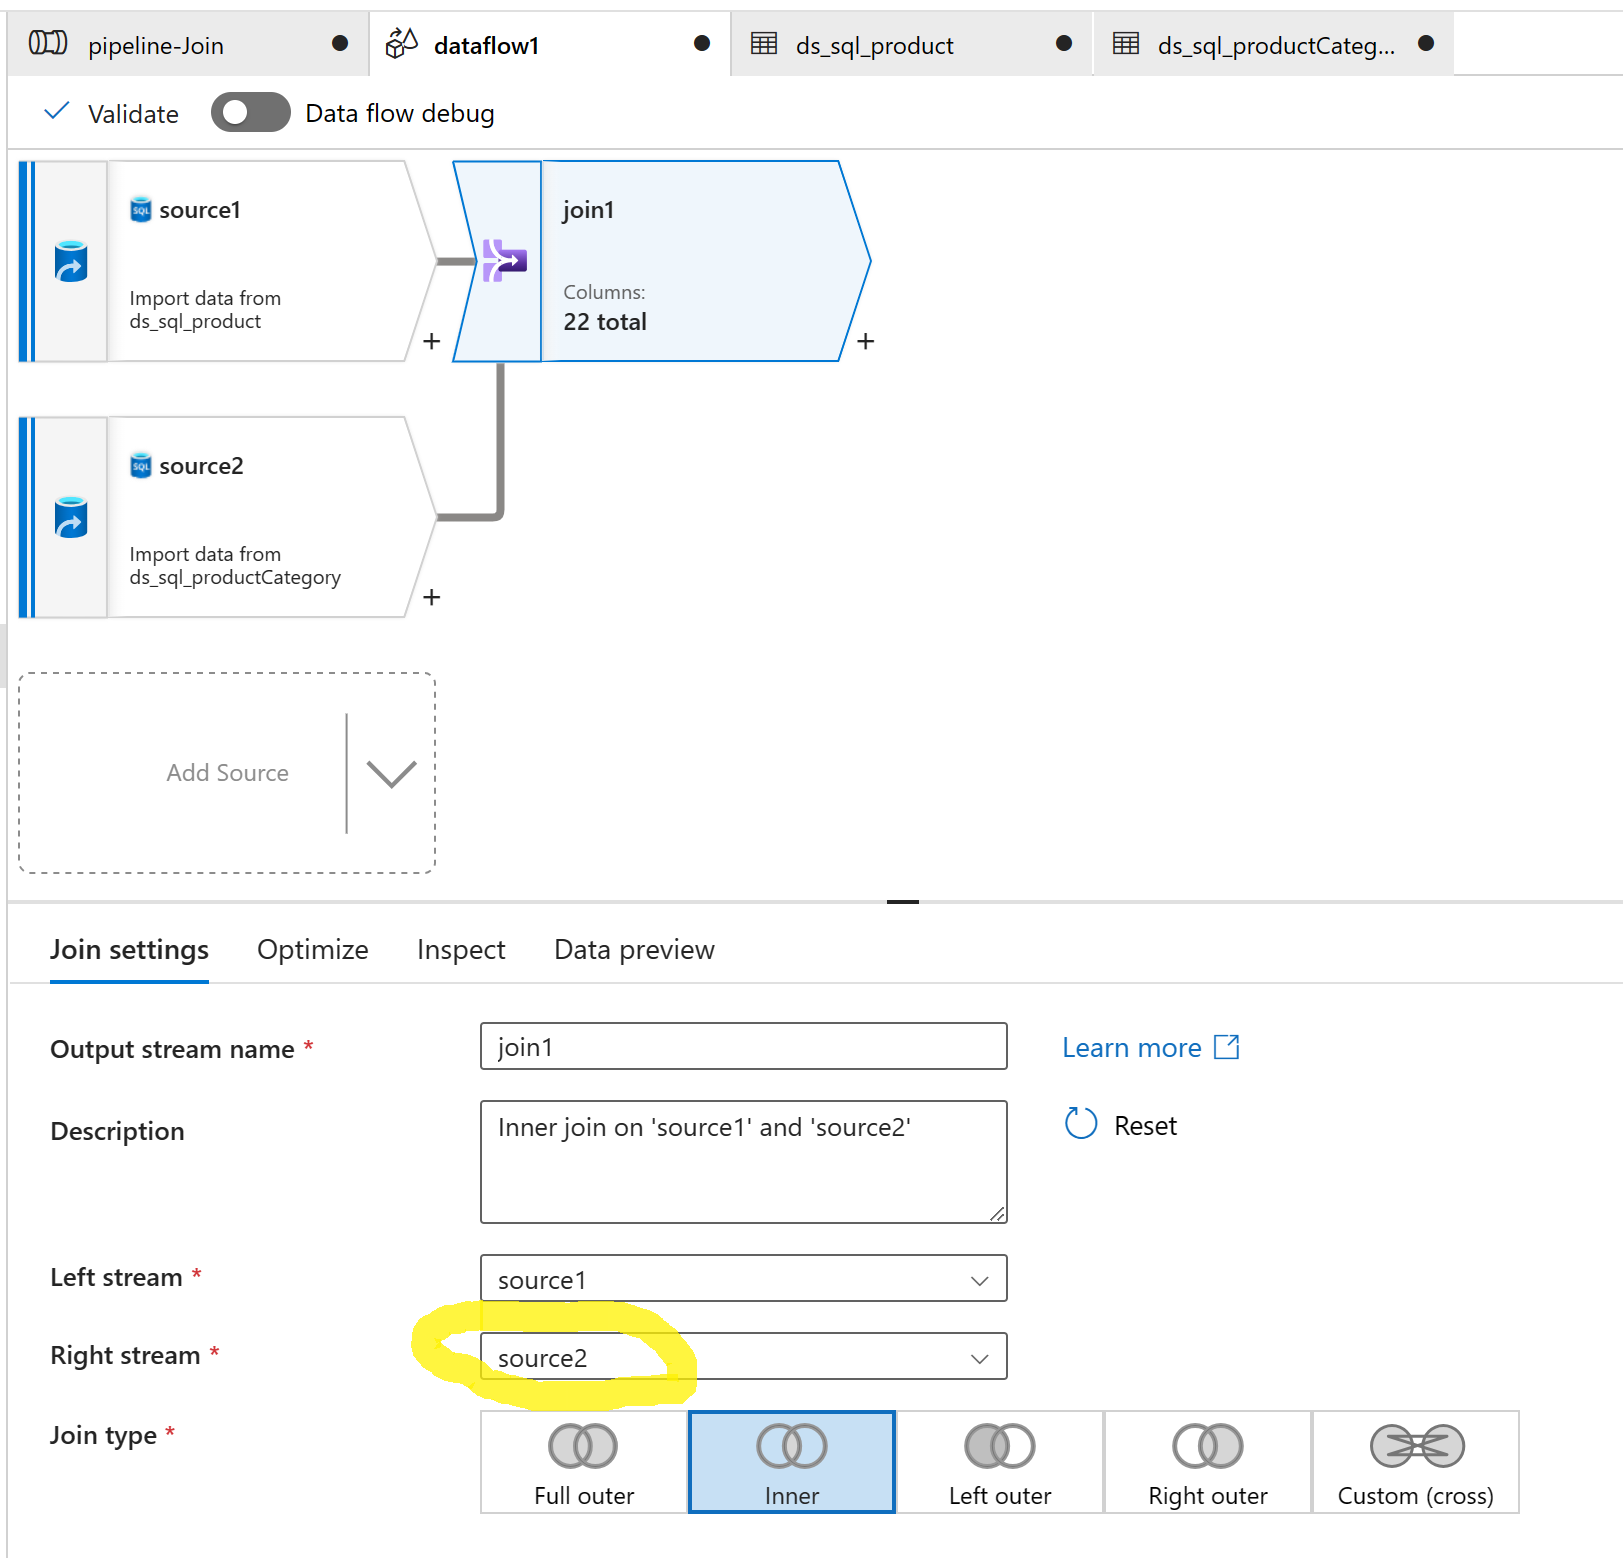 pipeline-Join
dataflow1
ds_sql_product
ds_sql_productCateg...
Validate
Data flow debug
SQL source1
Import data from
ds_sql_product
+
join1
Columns:
22 total
+
SQL source2
Import data from
ds_sql_productCategory
+
Add Source
Join settings
Optimize
Inspect
Data preview
Output stream name *
join1
Learn more
Description
Inner join on 'source1' and 'source2'
Reset
Left stream *
source1
Right stream *
source2
Join type *
Full outer
Inner
Left outer
Right outer
Custom (cross)